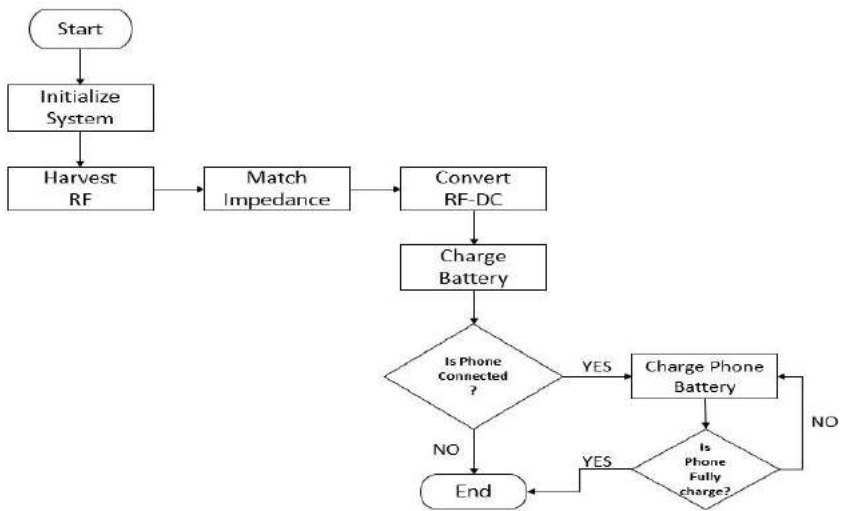 Start
Initialize
System
Harvest
RF
Match
Impedance
Convert
RF-DC
Charge
Battery
Is Phone
Connected
?
YES
Charge Phone
Battery
NO
NO
Is
Phone
Fully
charge?
YES
End